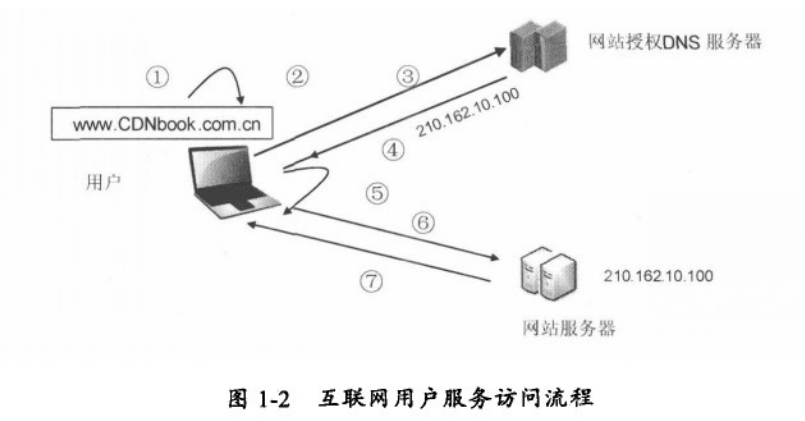 网站授权DNS 服务器
①
②
③
www.CDNbook.com.cn
210.162.10.100
④
用户
⑤
⑥
⑦
210.162.10.100
网站服务器
图 1-2 互联网用户服务访问流程